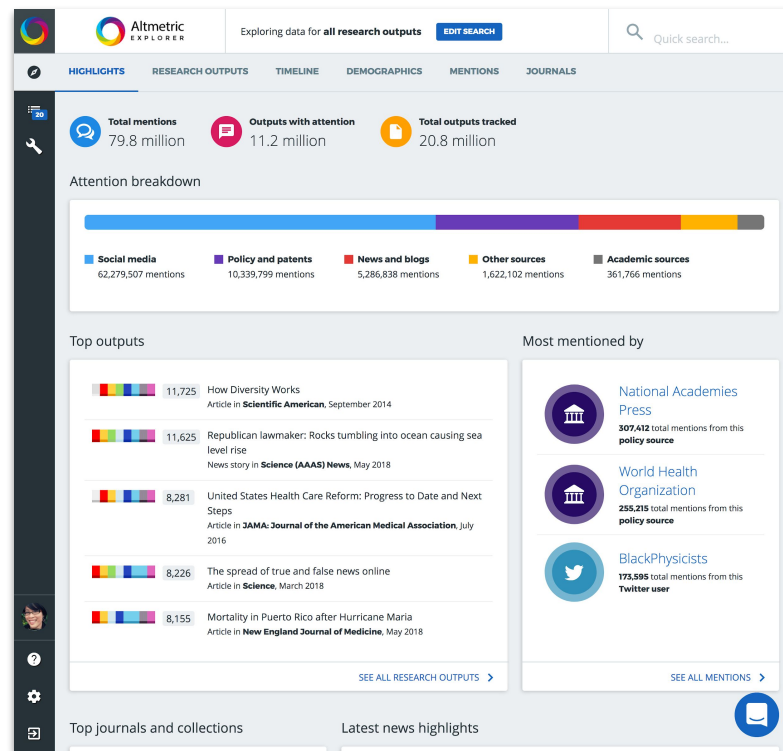 Altmetric
EXPLORER
Exploring data for all research outputs
EDIT SEARCH
Quick search...
HIGHLIGHTS
RESEARCH OUTPUTS
TIMELINE
DEMOGRAPHICS
MENTIONS
JOURNALS
20
Total mentions
79.8 million
Outputs with attention
11.2 million
Total outputs tracked
20.8 million
Attention breakdown
Social media
62,279,507 mentions
Policy and patents
10,339,799 mentions
News and blogs
5,286,838 mentions
Other sources
1,622,102 mentions
Academic sources
361,766 mentions
Top outputs
11,725 How Diversity Works
Article in Scientific American, September 2014
11,625 Republican lawmaker: Rocks tumbling into ocean causing sea
level rise
News story in Science (AAAS) News, May 2018
8,281 United States Health Care Reform: Progress to Date and Next
Steps
Article in JAMA: Journal of the American Medical Association, July
2016
8,226 The spread of true and false news online
Article in Science, March 2018
8,155 Mortality in Puerto Rico after Hurricane Maria
Article in New England Journal of Medicine, May 2018
SEE ALL RESEARCH OUTPUTS
Most mentioned by
National Academies
Press
307,412 total mentions from this
policy source
World Health
Organization
255,215 total mentions from this
policy source
BlackPhysicists
173,595 total mentions from this
Twitter user
SEE ALL MENTIONS
Top journals and collections
Latest news highlights